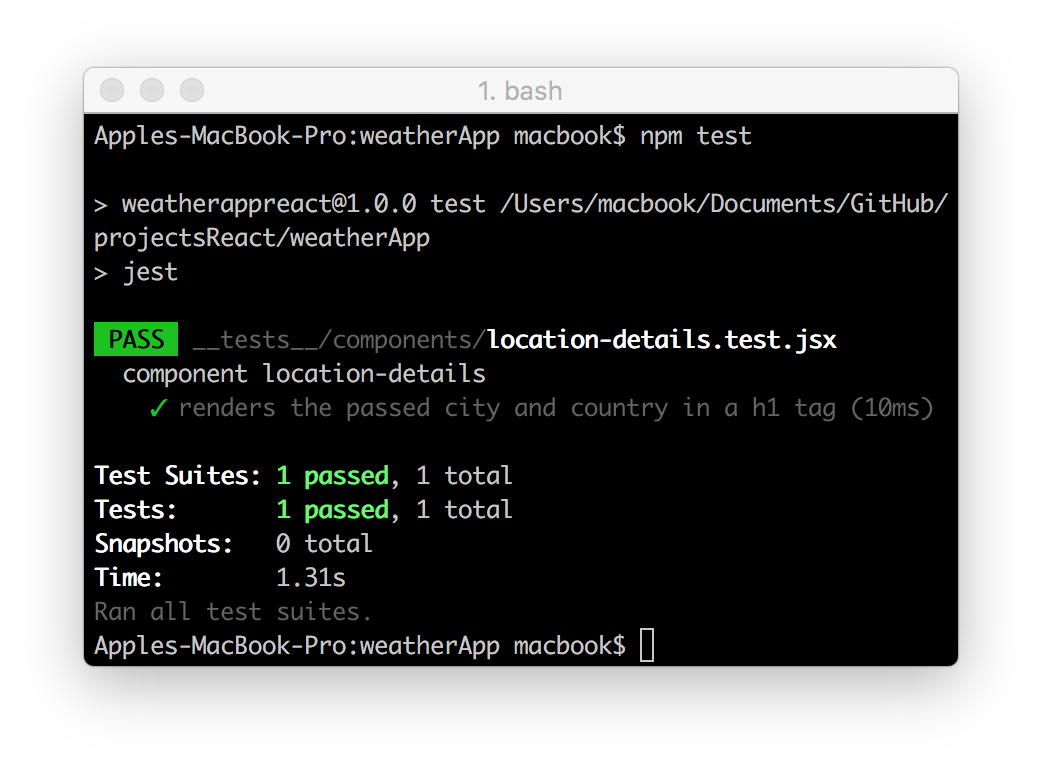 1. bash
Apples-MacBook-Pro:weatherApp macbook$ npm test
> weatherappreact@1.0.0 test /Users/macbook/Documents/GitHub/
projectsReact/weatherApp
> jest
PASS __tests__/components/location-details.test.jsx
component location-details
✓ renders the passed city and country in a h1 tag (10ms)
Test Suites: 1 passed, 1 total
Tests: 1 passed, 1 total
Snapshots: 0 total
Time: 1.31s
Ran all test suites.
Apples-MacBook-Pro:weatherApp macbook$